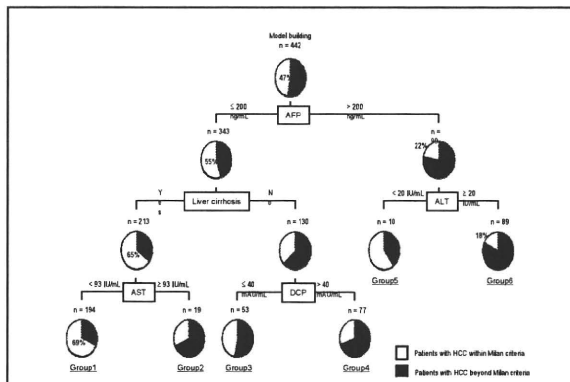 Model building
n = 442
47%
≤ 200
ng/mL
AFP
> 200
ng/mL
n = 343
55%
n =
99
22%
Y
Liver cirrhosis
N
< 20 IU/mL
ALT
≥ 20
IU/mL
n = 213
65%
n = 130
n = 10
Group5
n = 89
18%
Group6
< 93 IU/mL
AST
≥ 93 IU/mL
≤ 40
mAU/mL
DCP
> 40
mAU/mL
n = 194
69%
Group1
n = 19
Group2
n = 53
Group3
n = 77
Group4
Patients with HCC within Milan criteria
Patients with HCC beyond Milan criteria